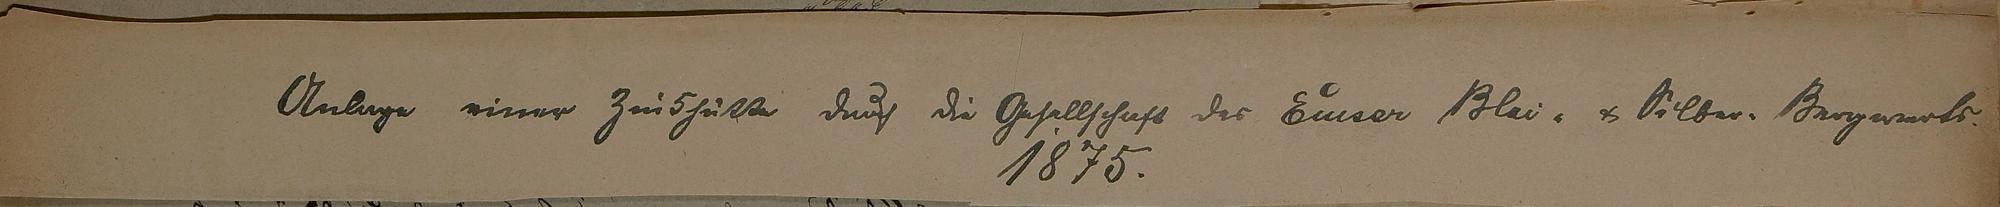 Anlage einer Zinkhütte durch die Gesellschaft des Emser Blei- & Silber-Bergwerks.
1875.